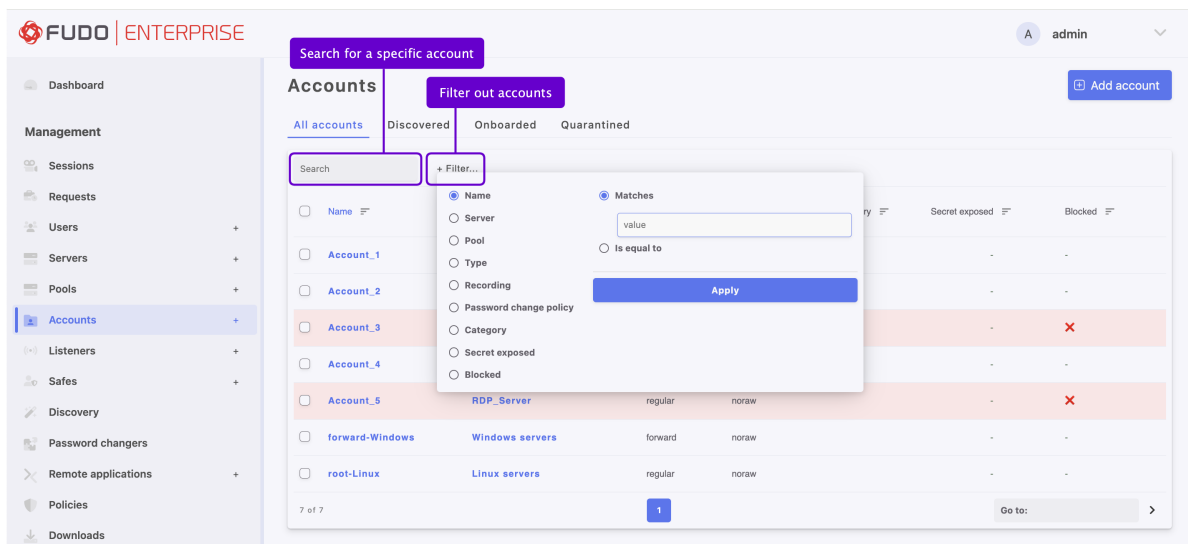 FUDO ENTERPRISE
A admin
Search for a specific account
Filter out accounts
Accounts
Add account
All accounts Discovered Onboarded Quarantined
Search
+ Filter...
Dashboard
Management
Sessions
Requests
Users +
Servers +
Pools +
Accounts +
Listeners +
Safes +
Discovery
Password changers
Remote applications +
Policies
Downloads
Name
Server
Pool
Type
Recording
Password change policy
Category
Secret exposed
Blocked
Matches
value
Is equal to
Apply
Name ry Secret exposed Blocked
Account_1 - -
Account_2 - -
Account_3 -
Account_4 - -
Account_5 RDP_Server regular noraw -
forward-Windows Windows servers forward noraw - -
root-Linux Linux servers regular noraw - -
7 of 7 1 Go to: